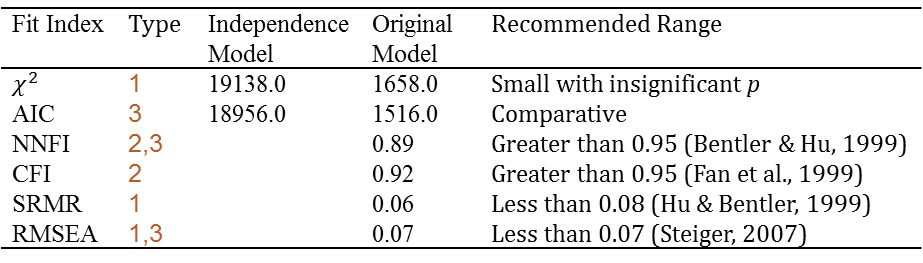 Fit Index Type Independence Model Original Model Recommended Range
χ² 1 19138.0 1658.0 Small with insignificant p
AIC 3 18956.0 1516.0 Comparative
NNFI 2,3 0.89 Greater than 0.95 (Bentler & Hu, 1999)
CFI 2 0.92 Greater than 0.95 (Fan et al., 1999)
SRMR 1 0.06 Less than 0.08 (Hu & Bentler, 1999)
RMSEA 1,3 0.07 Less than 0.07 (Steiger, 2007)